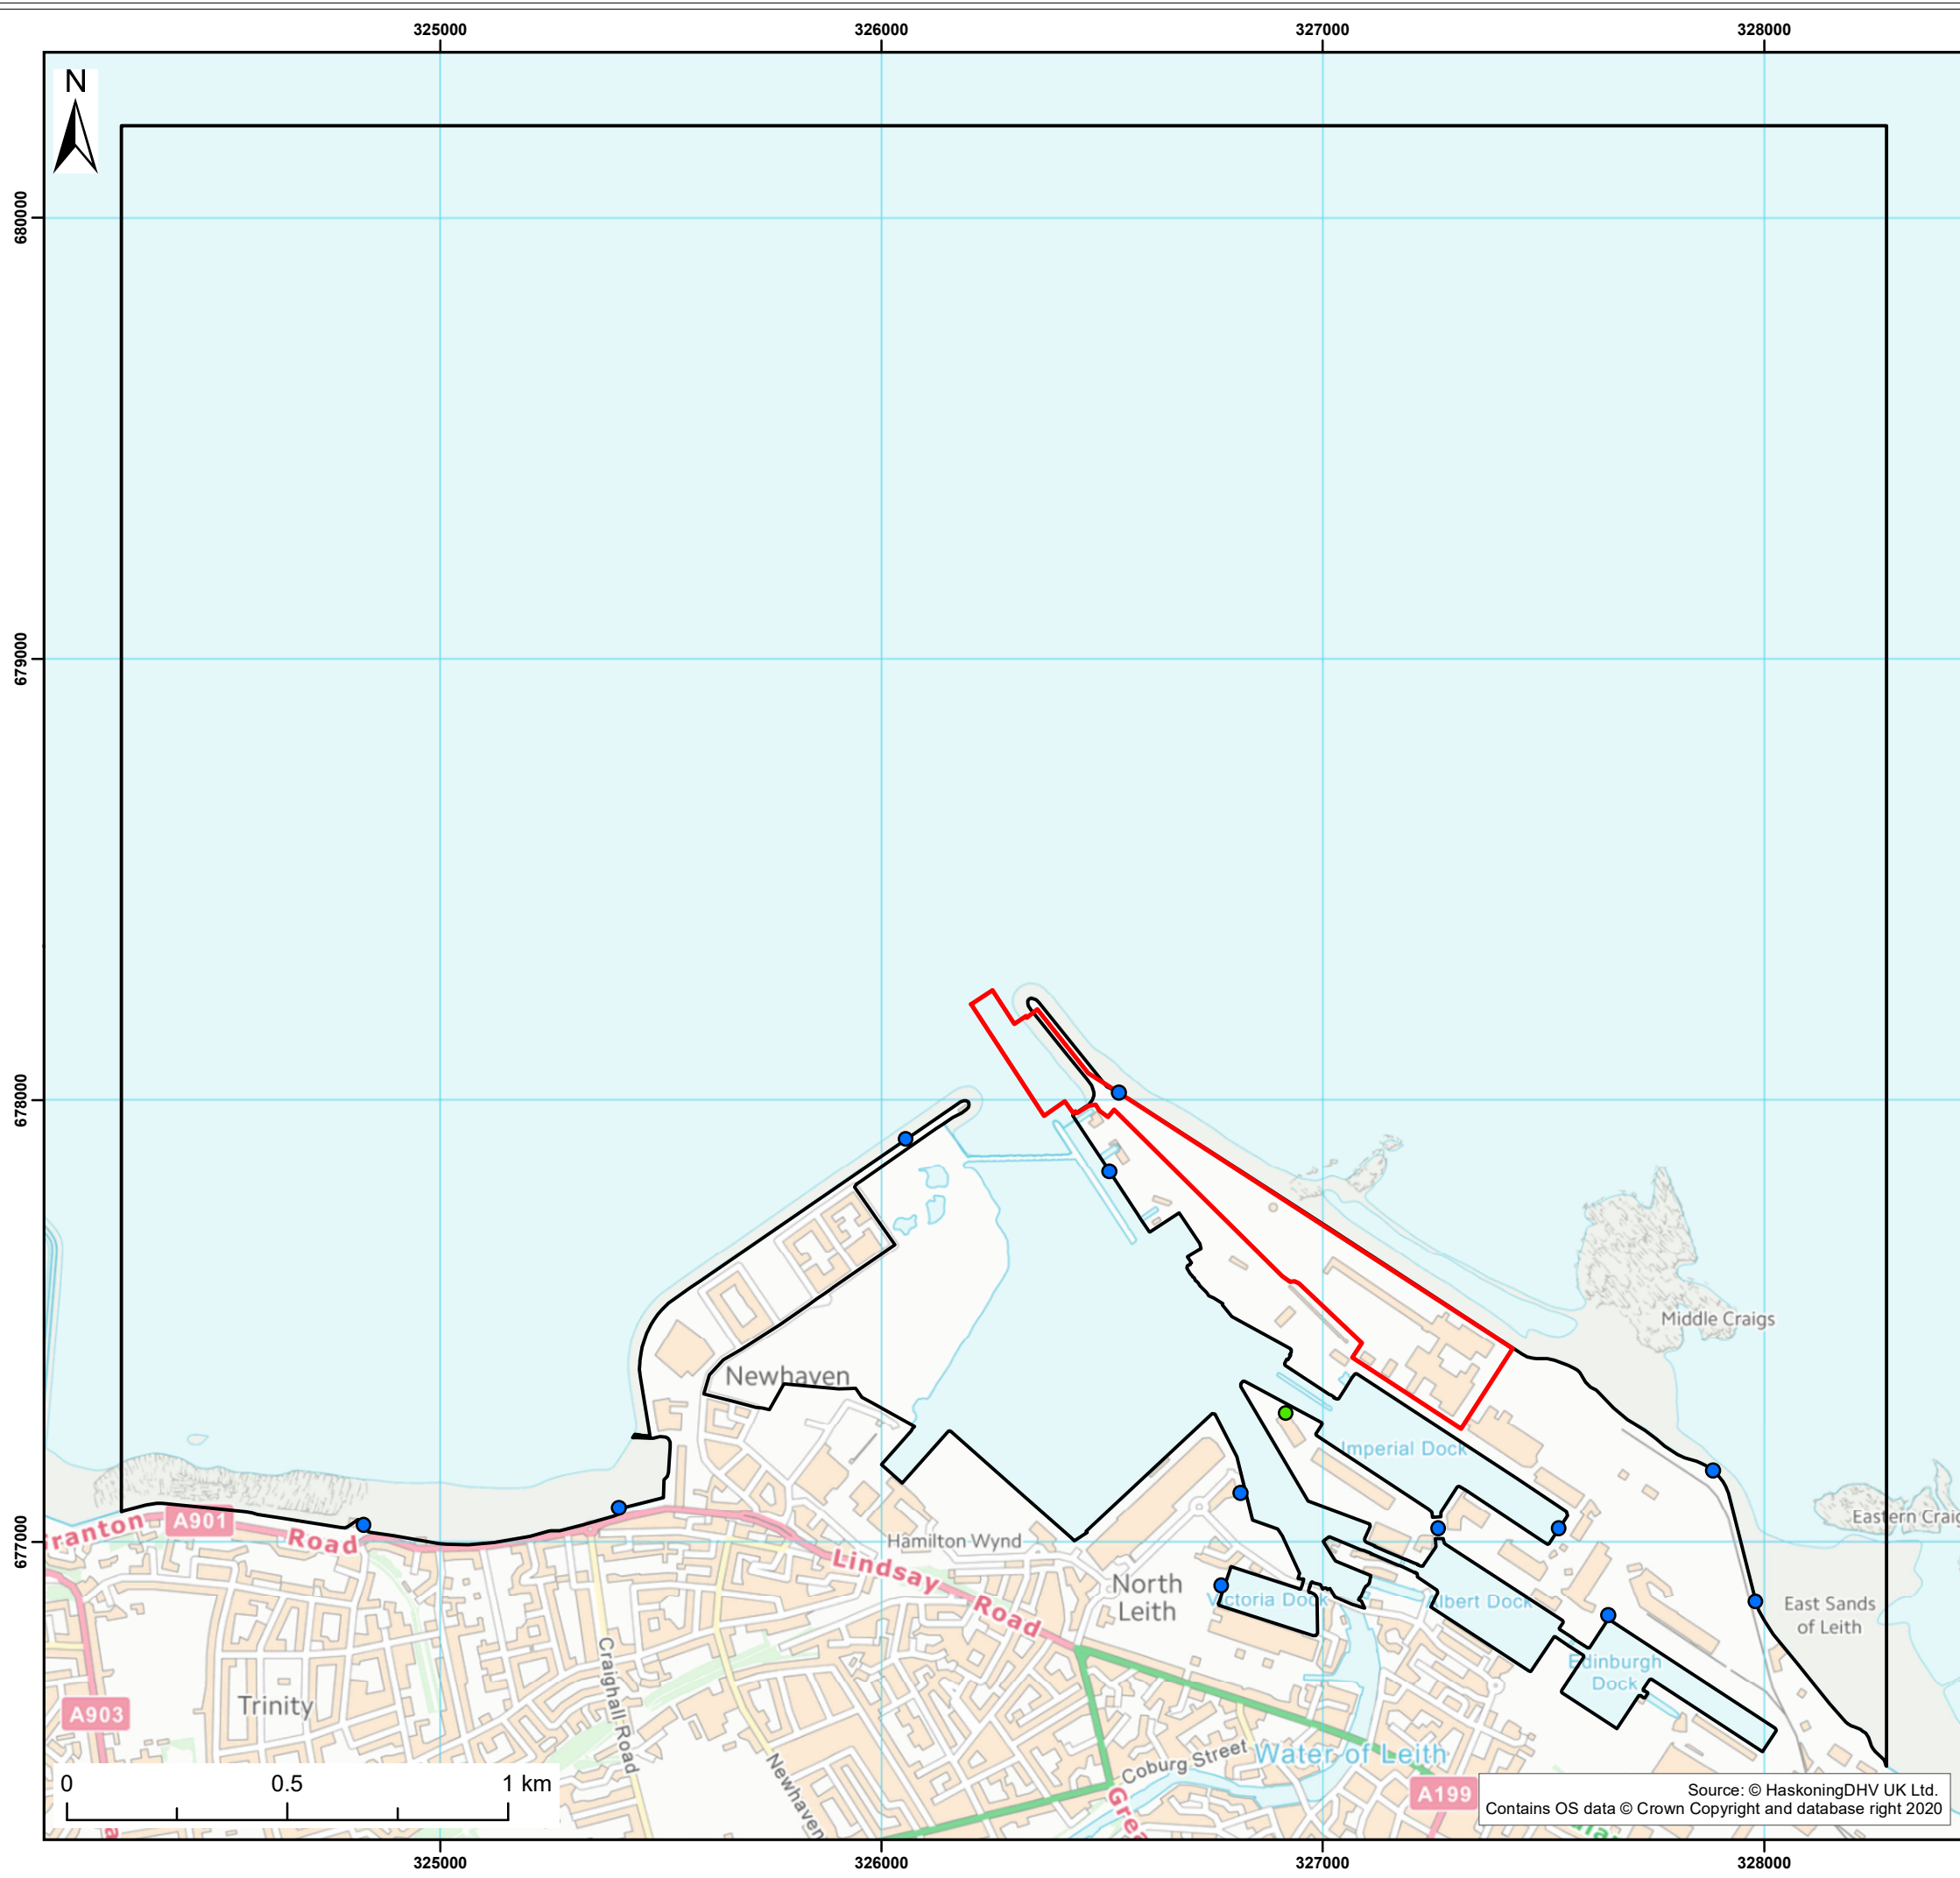 325000
326000
327000
328000
N
680000
679000
678000
677000
Middle Craigs
Newhaven
Imperial Dock
A901
Road
Hamilton Wynd
Lindsay
Road
North
Leith
Victoria Dock
East Sands
of Leith
Edinburgh
Dock
Trinity
Craighall Road
A903
Newhaven
Coburg Street
Water of Leith
A199
0
0.5
1 km
Source: © HaskoningDHV UK Ltd.
Contains OS data © Crown Copyright and database right 2020
325000
326000
327000
328000